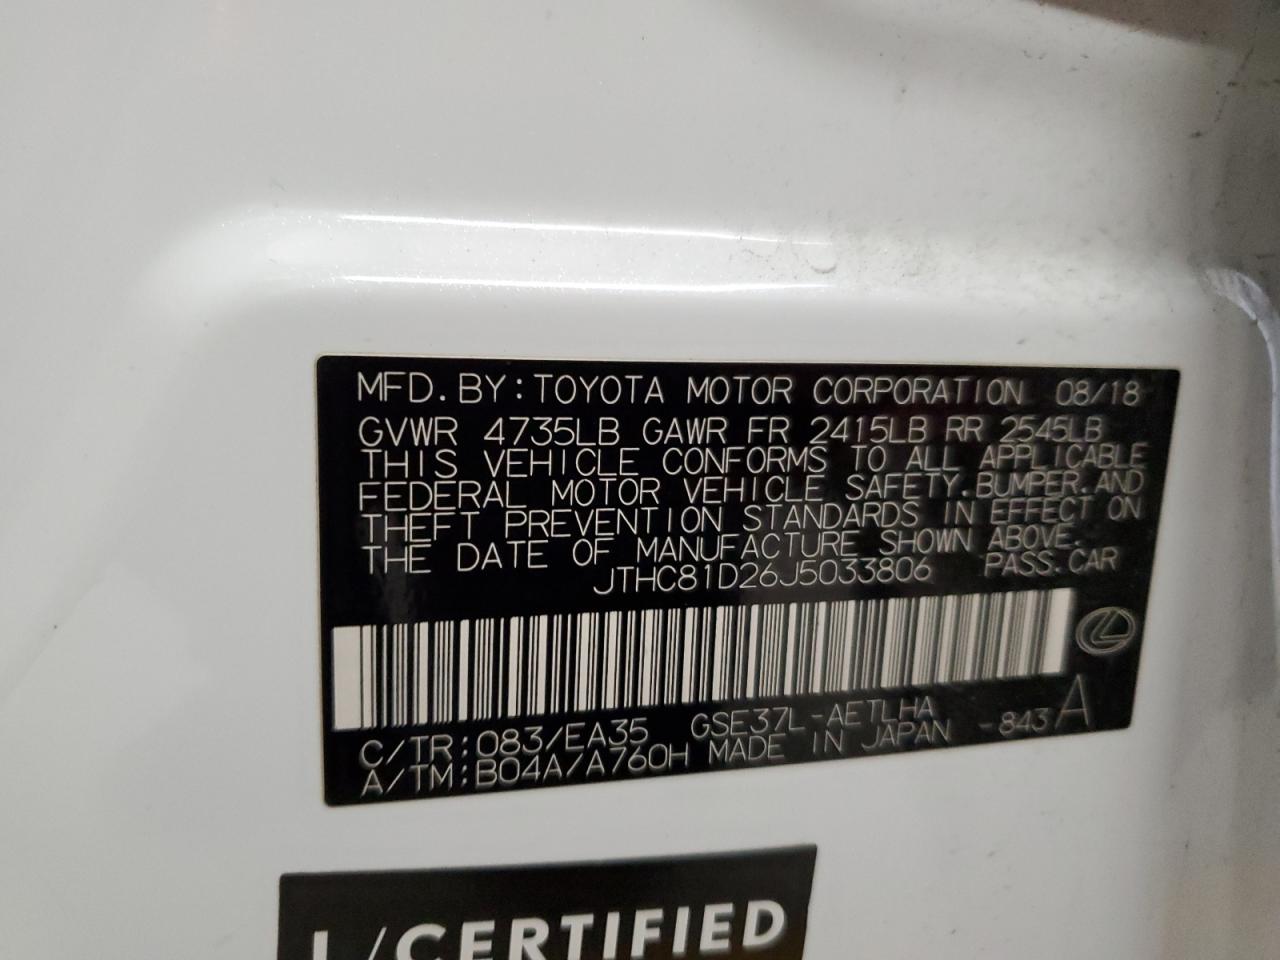 MFD.BY:TOYOTA MOTOR CORPORATION 08/18
GVWR 4735LB GAWR FR 2415LB RR 2545LB
THIS VEHICLE CONFORMS TO ALL APPLICABLE
FEDERAL MOTOR VEHICLE SAFETY,BUMPER,AND
THEFT PREVENTION STANDARDS IN EFFECT ON
THE DATE OF MANUFACTURE SHOWN ABOVE.
JTHC81D26J5033806 PASS.CAR
C/TR:083/EA35 GSE37L-AETLHA -843 A
A/TM:B04A/A760H MADE IN JAPAN
L/CERTIFIED